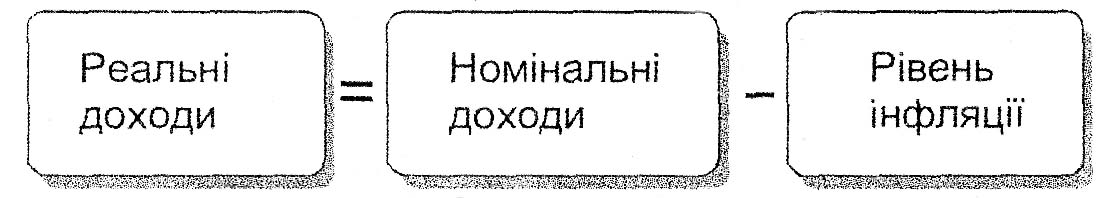 Реальні
доходи
=
Номінальні
доходи
–
Рівень
інфляції